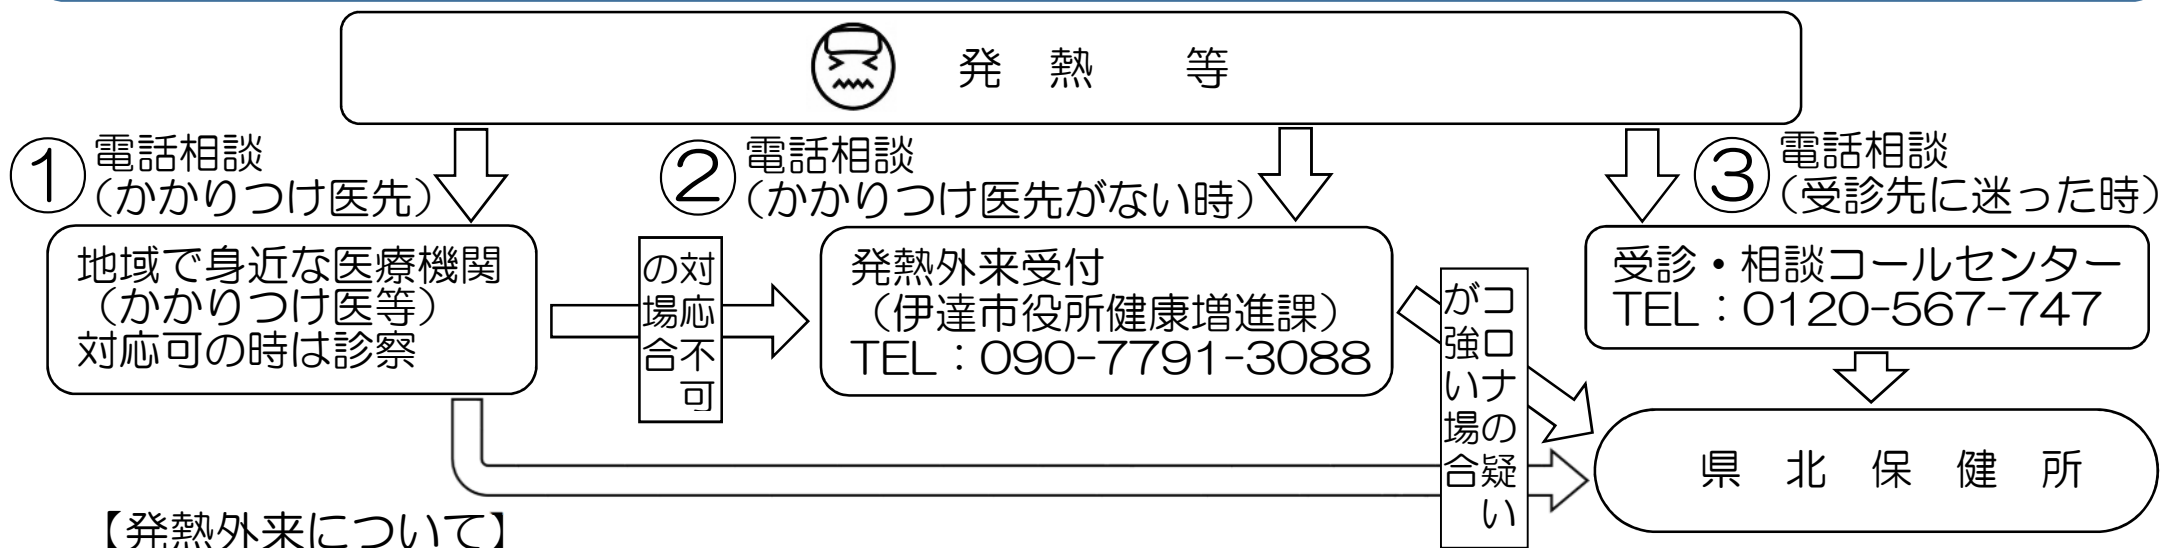 発　熱　　等
① 電話相談
（かかりつけ医先）
② 電話相談
（かかりつけ医先がない時）
③ 電話相談
（受診先に迷った時）
地域で身近な医療機関
（かかりつけ医等）
対応可の時は診察
対応不可
の場合
発熱外来受付
（伊達市役所健康増進課）
TEL：090-7791-3088
コロナの疑い
が強い場合
受診・相談コールセンター
TEL：0120-567-747
県　北　保　健　所
【発熱外来について】